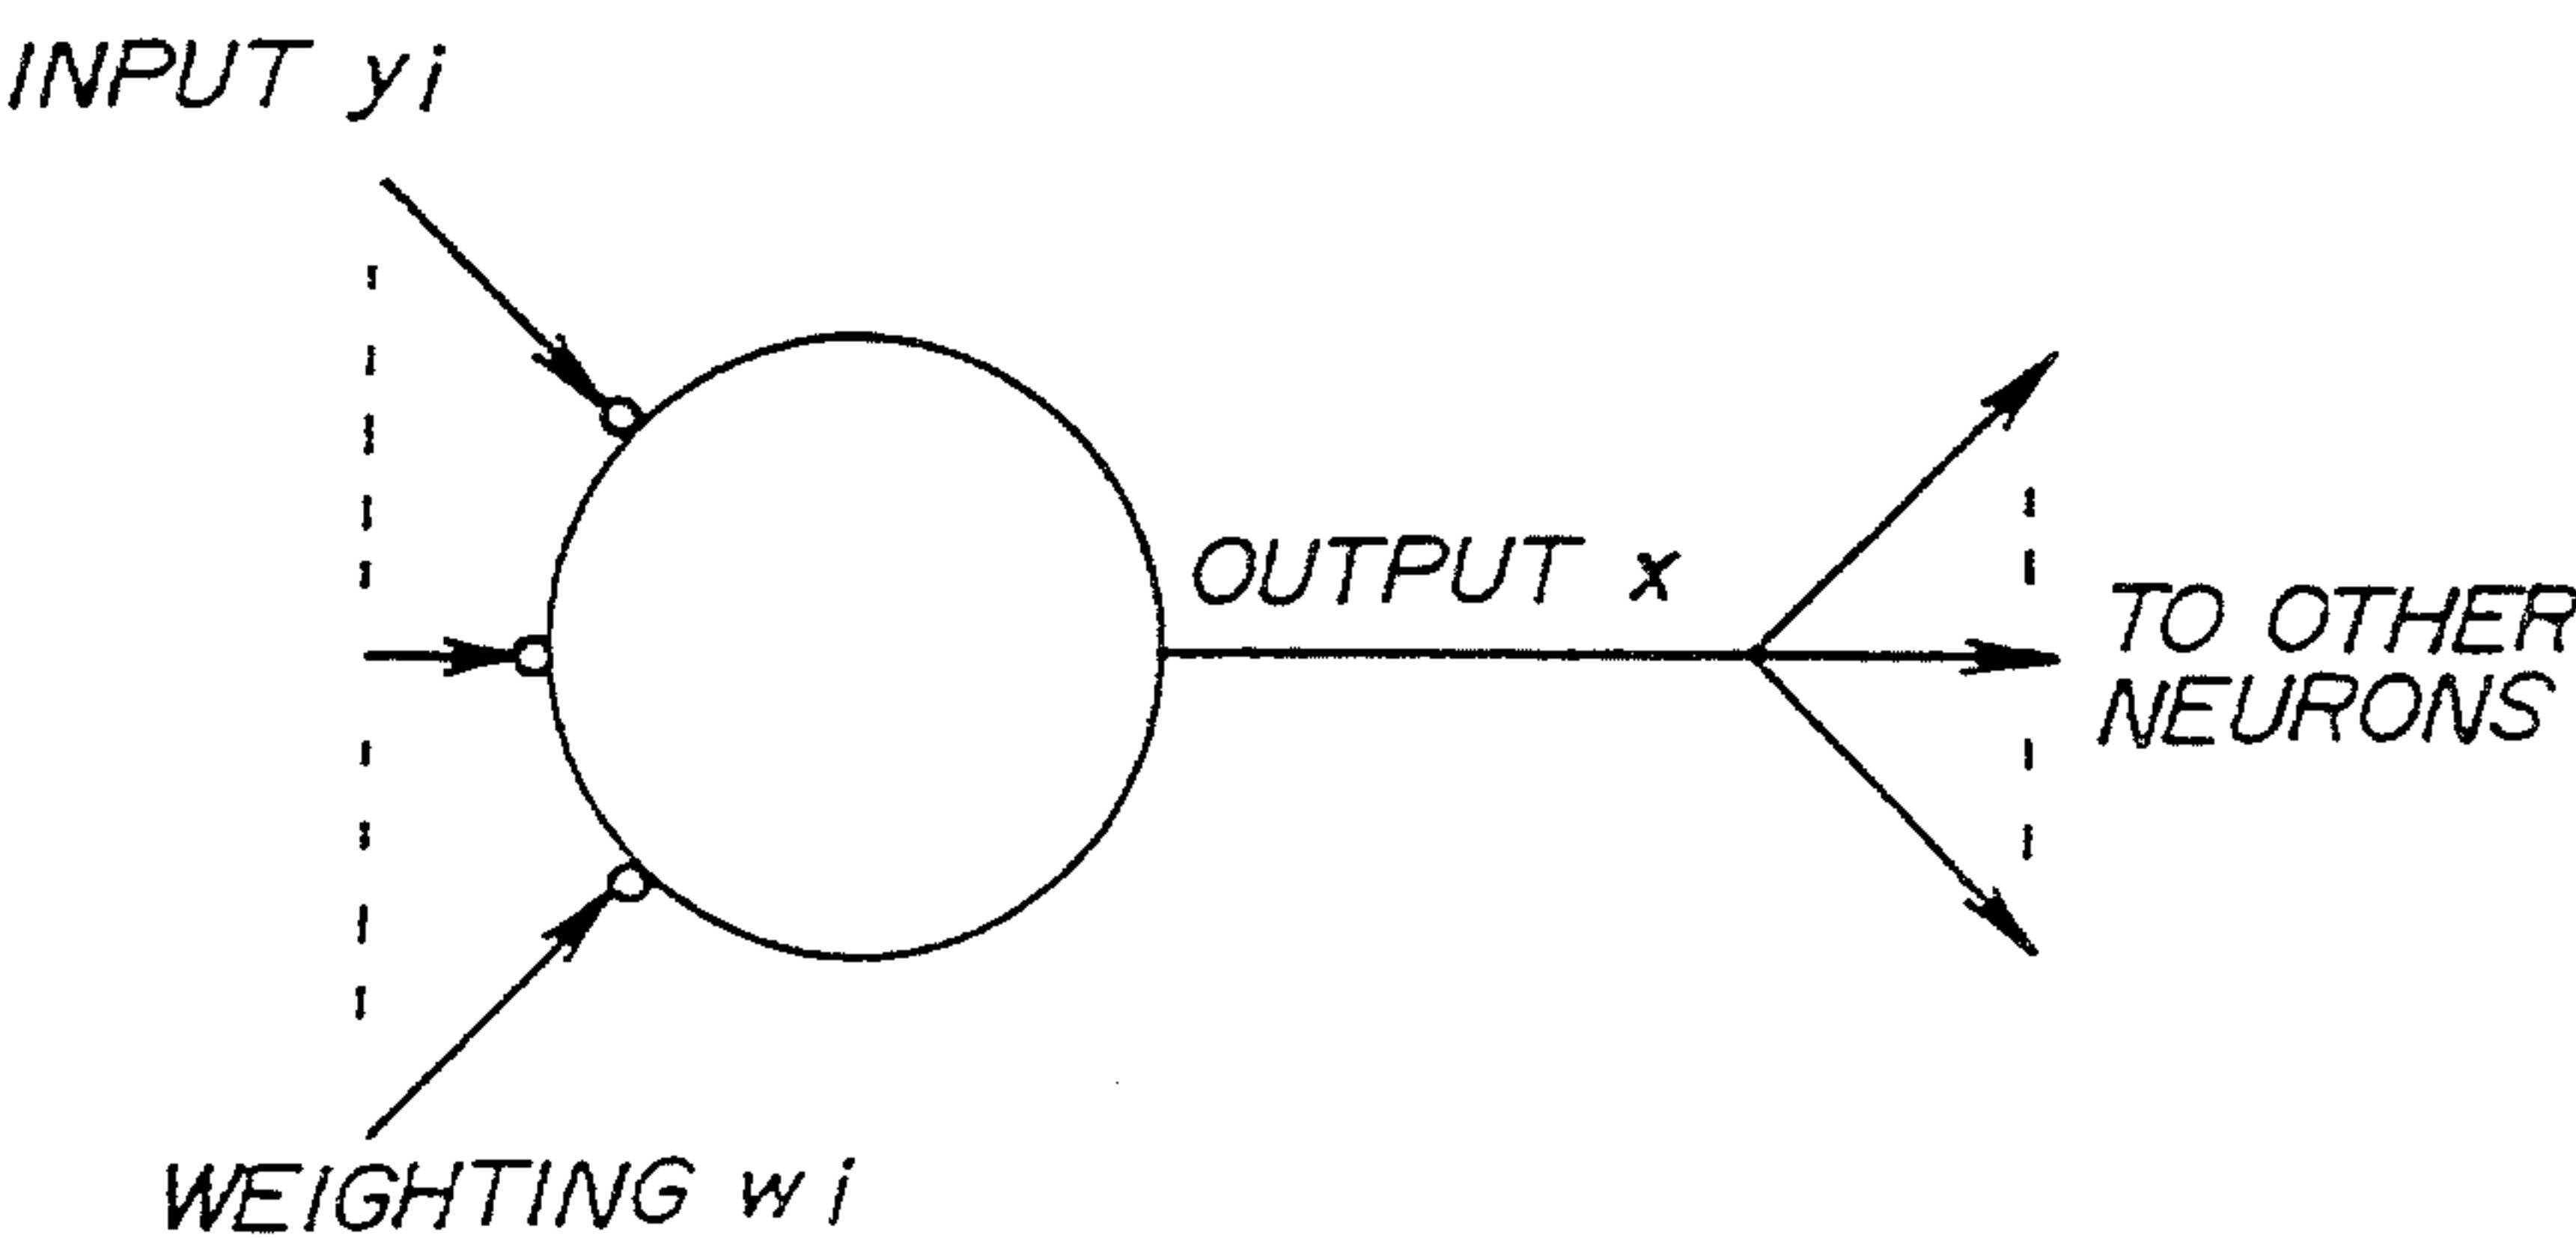 INPUT yi
OUTPUT x
TO OTHER
NEURONS
WEIGHTING wi